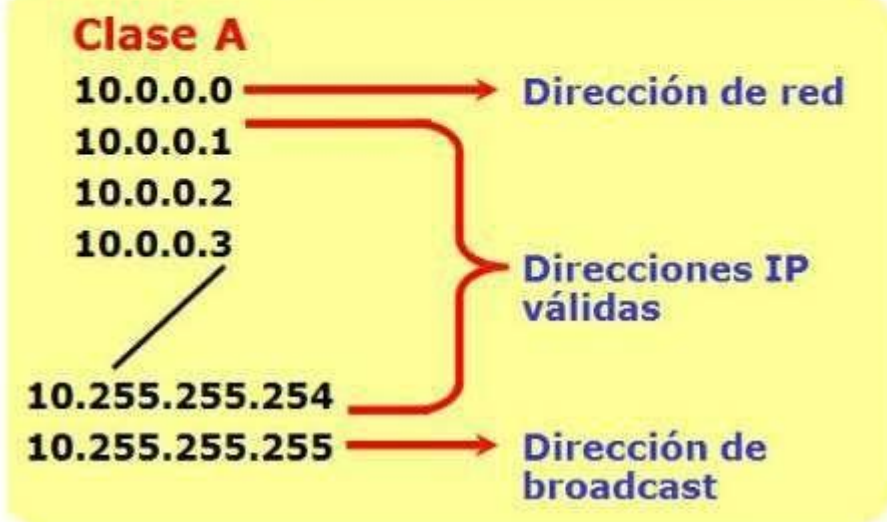 Clase A
10.0.0.0
Dirección de red
10.0.0.1
10.0.0.2
10.0.0.3
Direcciones IP
válidas
10.255.255.254
10.255.255.255
Dirección de
broadcast